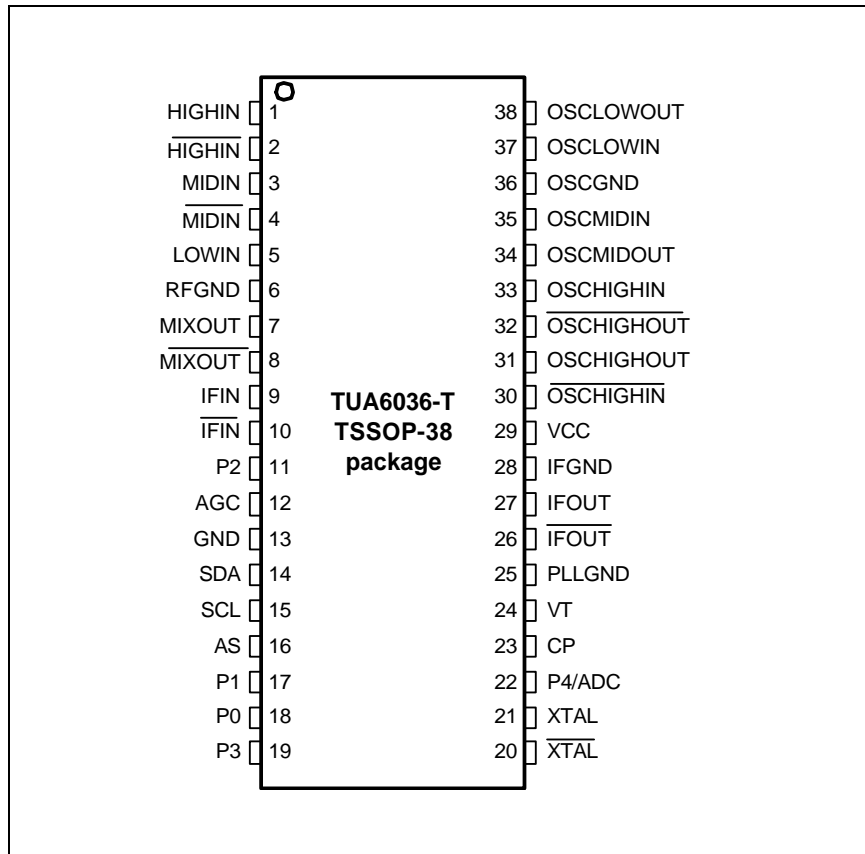 HIGHIN 1 38 OSCLOWOUT
HIGHIN 2 37 OSCLOWIN
MIDIN 3 36 OSCGND
MIDIN 4 35 OSCMIDIN
LOWIN 5 34 OSCMIDOUT
RFGND 6 33 OSCHIGHIN
MIXOUT 7 32 OSCHIGHOUT
MIXOUT 8 31 OSCHIGHOUT
IFIN 9 30 OSCHIGHIN
IFIN 10 29 VCC
P2 11 28 IFGND
AGC 12 27 IFOUT
GND 13 26 IFOUT
SDA 14 25 PLLGND
SCL 15 24 VT
AS 16 23 CP
P1 17 22 P4/ADC
P0 18 21 XTAL
P3 19 20 XTAL
TUA6036-T
TSSOP-38
package